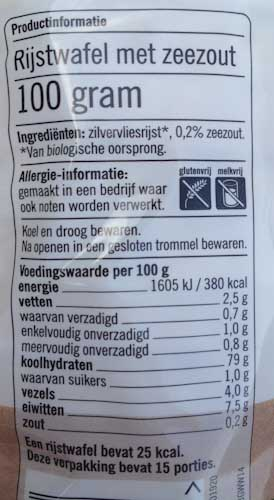 Productinformatie
Rijstwafel met zeezout
100 gram
Ingrediënten: zilvervliesrijst*, 0,2% zeezout.
*Van biologische oorsprong.
Allergie-informatie:
gemaakt in een bedrijf waar
ook noten worden verwerkt.
glutenvrij melkvrij
Koel en droog bewaren.
Na openen in een gesloten trommel bewaren.
Voedingswaarde per 100 g
energie 1605 kJ / 380 kcal
vetten 2,5 g
waarvan verzadigd 0,7 g
enkelvoudig onverzadigd 1,0 g
meervoudig onverzadigd 0,8 g
koolhydraten 79 g
waarvan suikers 1,0 g
vezels 4,0 g
eiwitten 7,5 g
zout 0,2 g
Een rijstwafel bevat 25 kcal.
Deze verpakking bevat 15 porties.